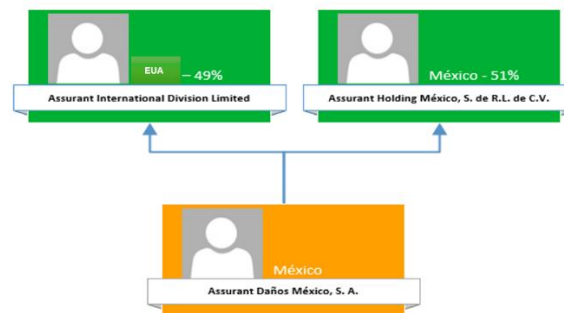 EUA – 49%
México - 51%
Assurant International Division Limited
Assurant Holding México, S. de R.L. de C.V.
México
Assurant Daños México, S. A.